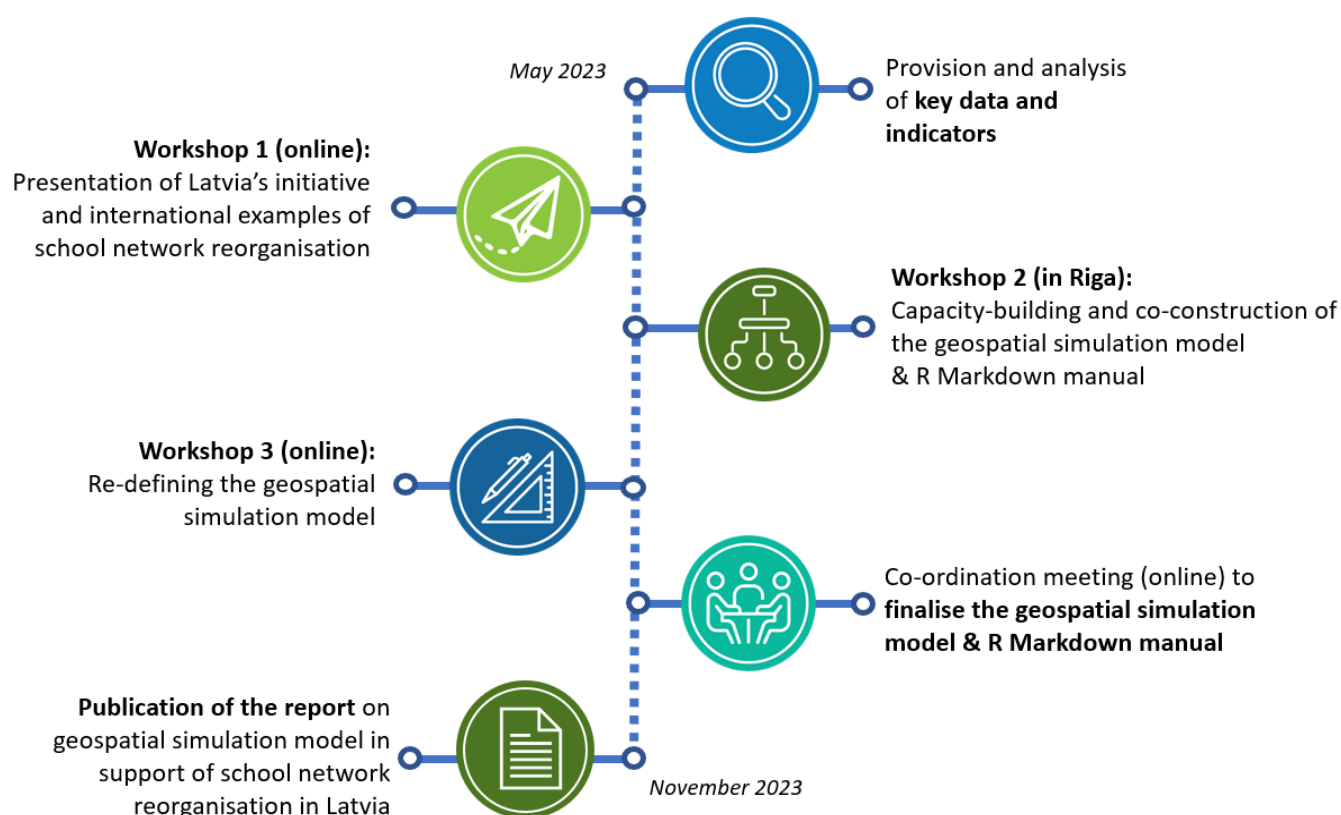 May 2023
Provision and analysis
of key data and
indicators
Workshop 1 (online):
Presentation of Latvia’s initiative
and international examples of
school network reorganisation
Workshop 2 (in Riga):
Capacity-building and co-construction of
the geospatial simulation model
& R Markdown manual
Workshop 3 (online):
Re-defining the geospatial
simulation model
Co-ordination meeting (online) to
finalise the geospatial simulation
model & R Markdown manual
Publication of the report on
geospatial simulation model in
support of school network
reorganisation in Latvia
November 2023